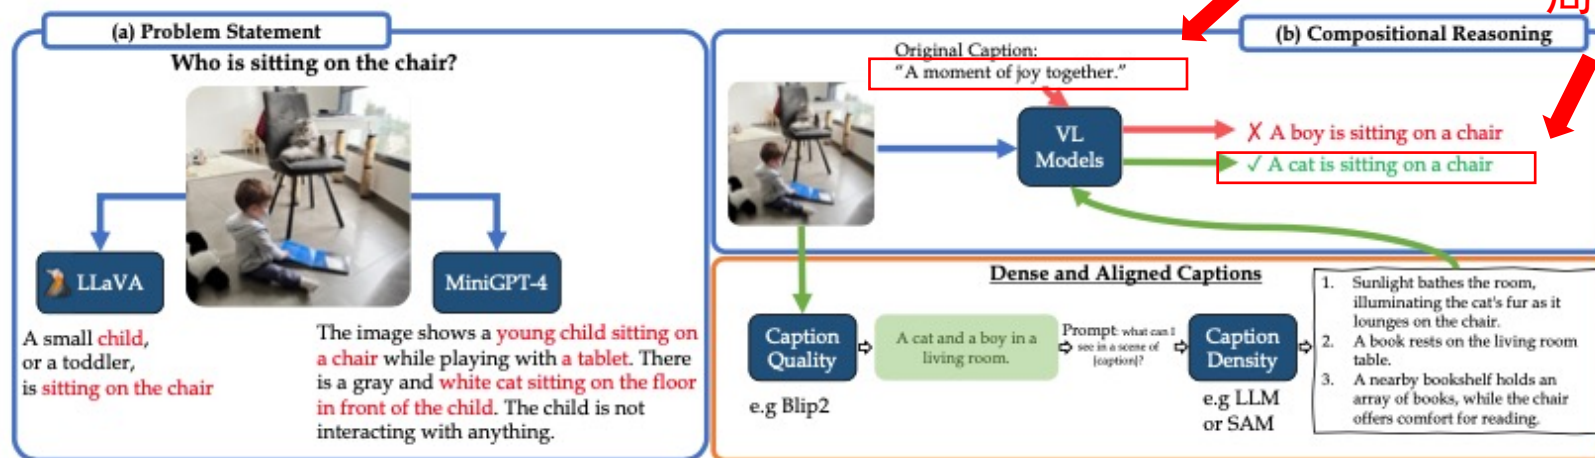 (a) Problem Statement
Who is sitting on the chair?
LLaVA
MiniGPT-4
A small child,
or a toddler,
is sitting on the chair
The image shows a young child sitting on
a chair while playing with a tablet. There
is a gray and white cat sitting on the floor
in front of the child. The child is not
interacting with anything.
(b) Compositional Reasoning
Original Caption:
"A moment of joy together."
VL
Models
✗ A boy is sitting on a chair
✓ A cat is sitting on a chair
Dense and Aligned Captions
Caption
Quality
e.g Blip2
A cat and a boy in a
living room.
Prompt: what can I
see in a scene of
[caption]?
Caption
Density
e.g LLM
or SAM
1. Sunlight bathes the room,
illuminating the cat's fur as it
lounges on the chair.
2. A book rests on the living room
table.
3. A nearby bookshelf holds an
array of books, while the chair
offers comfort for reading.